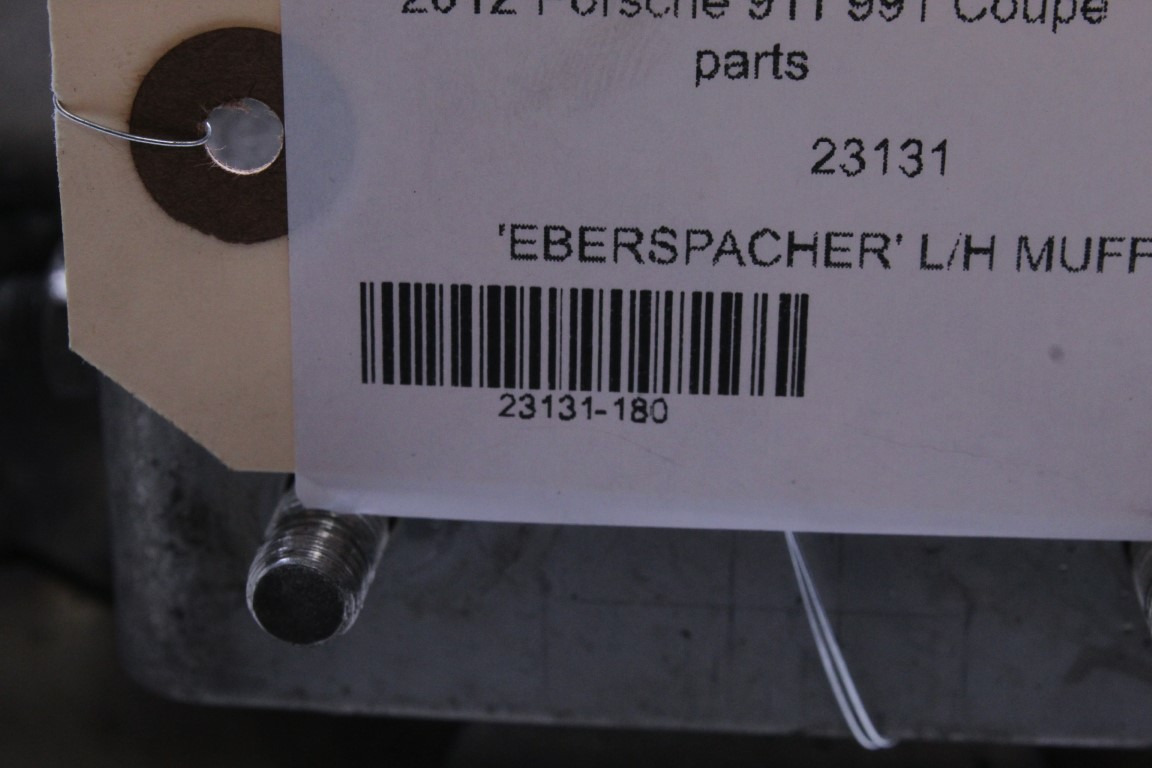 2012 Porsche 911 991 Coupe
parts
23131
'EBERSPACHER' L/H MUFF
23131-180